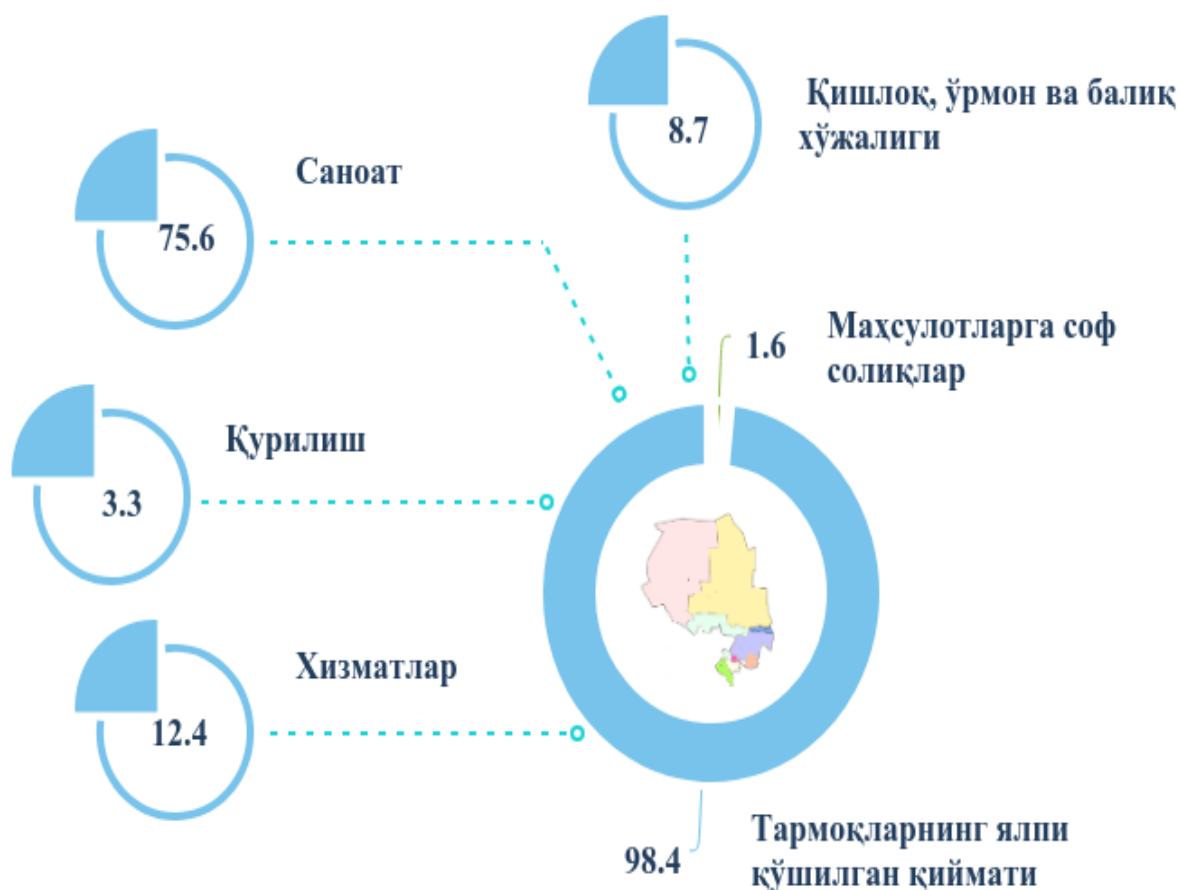 Қишлоқ, ўрмон ва балиқ
хўжалиги
8.7
Саноат
75.6
1.6
Маҳсулотларга соф
солиқлар
Қурилиш
3.3
Хизматлар
12.4
98.4
Тармоқларнинг ялпи
қўшилган қиймати